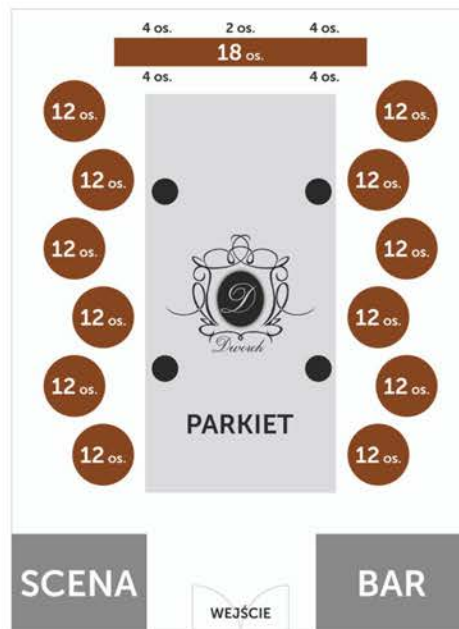 4 os. 2 os. 4 os.
18 os.
4 os. 4 os.
12 os. 12 os.
12 os. 12 os.
12 os. 12 os.
12 os. 12 os.
12 os. 12 os.
12 os. 12 os.
D
Dworek
PARKIET
SCENA BAR
WEJŚCIE